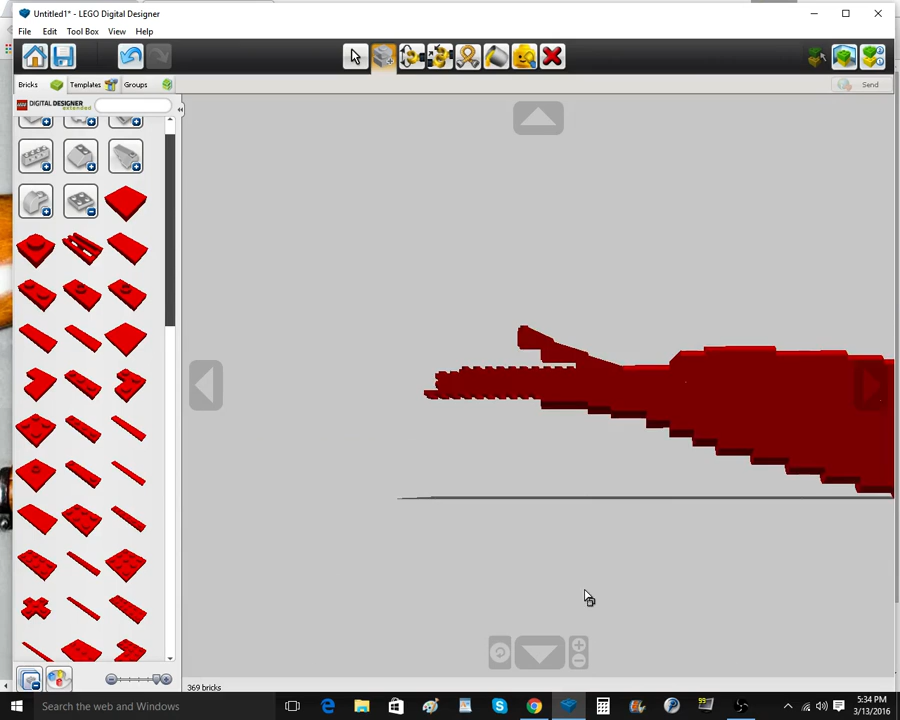 Untitled1* - LEGO Digital Designer
File Edit Tool Box View Help
Bricks Templates Groups
Send
DIGITAL DESIGNER
extended
369 bricks
Search the web and Windows
99
5:34 PM
3/13/2016